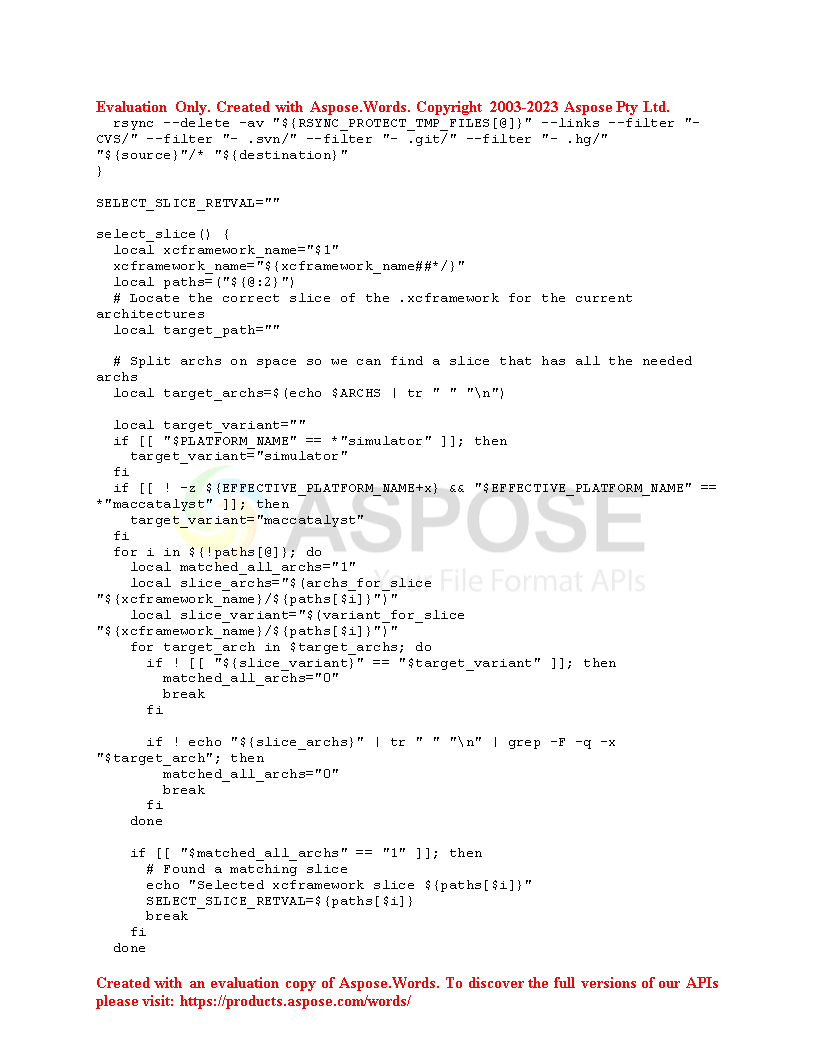 Evaluation Only. Created with Aspose.Words. Copyright 2003-2023 Aspose Pty Ltd.
  rsync --delete -av "${RSYNC_PROTECT_TMP_FILES[@]}" --links --filter "-
CVS/" --filter "- .svn/" --filter "- .git/" --filter "- .hg/"
"${source}"/* "${destination}"
}

SELECT_SLICE_RETVAL=""

select_slice() {
  local xcframework_name="$1"
  xcframework_name="${xcframework_name##*/}"
  local paths=("${@:2}")
  # Locate the correct slice of the .xcframework for the current
architectures
  local target_path=""

  # Split archs on space so we can find a slice that has all the needed
archs
  local target_archs=$(echo $ARCHS | tr " " "\n")

  local target_variant=""
  if [[ "$PLATFORM_NAME" == *"simulator" ]]; then
    target_variant="simulator"
  fi
  if [[ ! -z ${EFFECTIVE_PLATFORM_NAME+x} && "$EFFECTIVE_PLATFORM_NAME" ==
*"maccatalyst" ]]; then
    target_variant="maccatalyst"
  fi
  for i in ${!paths[@]}; do
    local matched_all_archs="1"
    local slice_archs="$(archs_for_slice
"${xcframework_name}/${paths[$i]}")"
    local slice_variant="$(variant_for_slice
"${xcframework_name}/${paths[$i]}")"
    for target_arch in $target_archs; do
      if ! [[ "${slice_variant}" == "$target_variant" ]]; then
        matched_all_archs="0"
        break
      fi

      if ! echo "${slice_archs}" | tr " " "\n" | grep -F -q -x
"$target_arch"; then
        matched_all_archs="0"
        break
      fi
    done

    if [[ "$matched_all_archs" == "1" ]]; then
      # Found a matching slice
      echo "Selected xcframework slice ${paths[$i]}"
      SELECT_SLICE_RETVAL=${paths[$i]}
      break
    fi
  done
ASPOSE
Your File Format APIs
Created with an evaluation copy of Aspose.Words. To discover the full versions of our APIs
please visit: https://products.aspose.com/words/